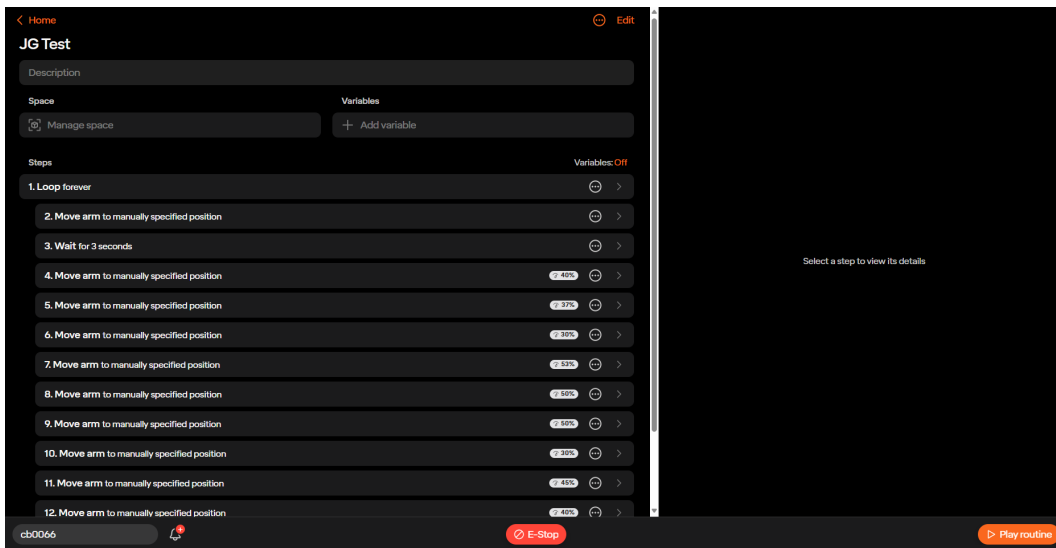 Home
Edit
JG Test
Description
Space
Variables
Manage space
Add variable
Steps
Variables: Off
1. Loop forever
2. Move arm to manually specified position
3. Wait for 3 seconds
4. Move arm to manually specified position
? 40%
5. Move arm to manually specified position
? 37%
6. Move arm to manually specified position
? 30%
7. Move arm to manually specified position
? 53%
8. Move arm to manually specified position
? 50%
9. Move arm to manually specified position
? 50%
10. Move arm to manually specified position
? 30%
11. Move arm to manually specified position
? 45%
12. Move arm to manually specified position
? 40%
Select a step to view its details
cb0066
E-Stop
Play routine